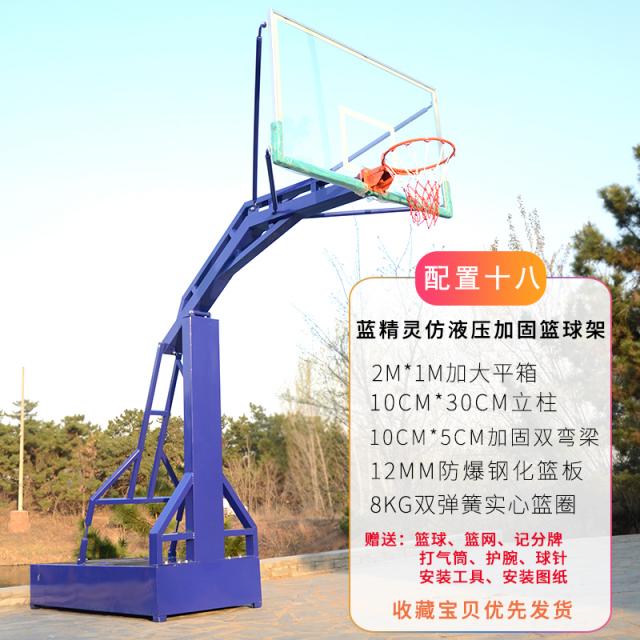 配置十八
蓝精灵仿液压加固篮球架
2M*1M加大平箱
10CM*30CM立柱
10CM*5CM加固双弯梁
12MM防爆钢化篮板
8KG双弹簧实心篮圈
赠送：篮球、篮网、记分牌
打气筒、护腕、球针
安装工具、安装图纸
收藏宝贝优先发货